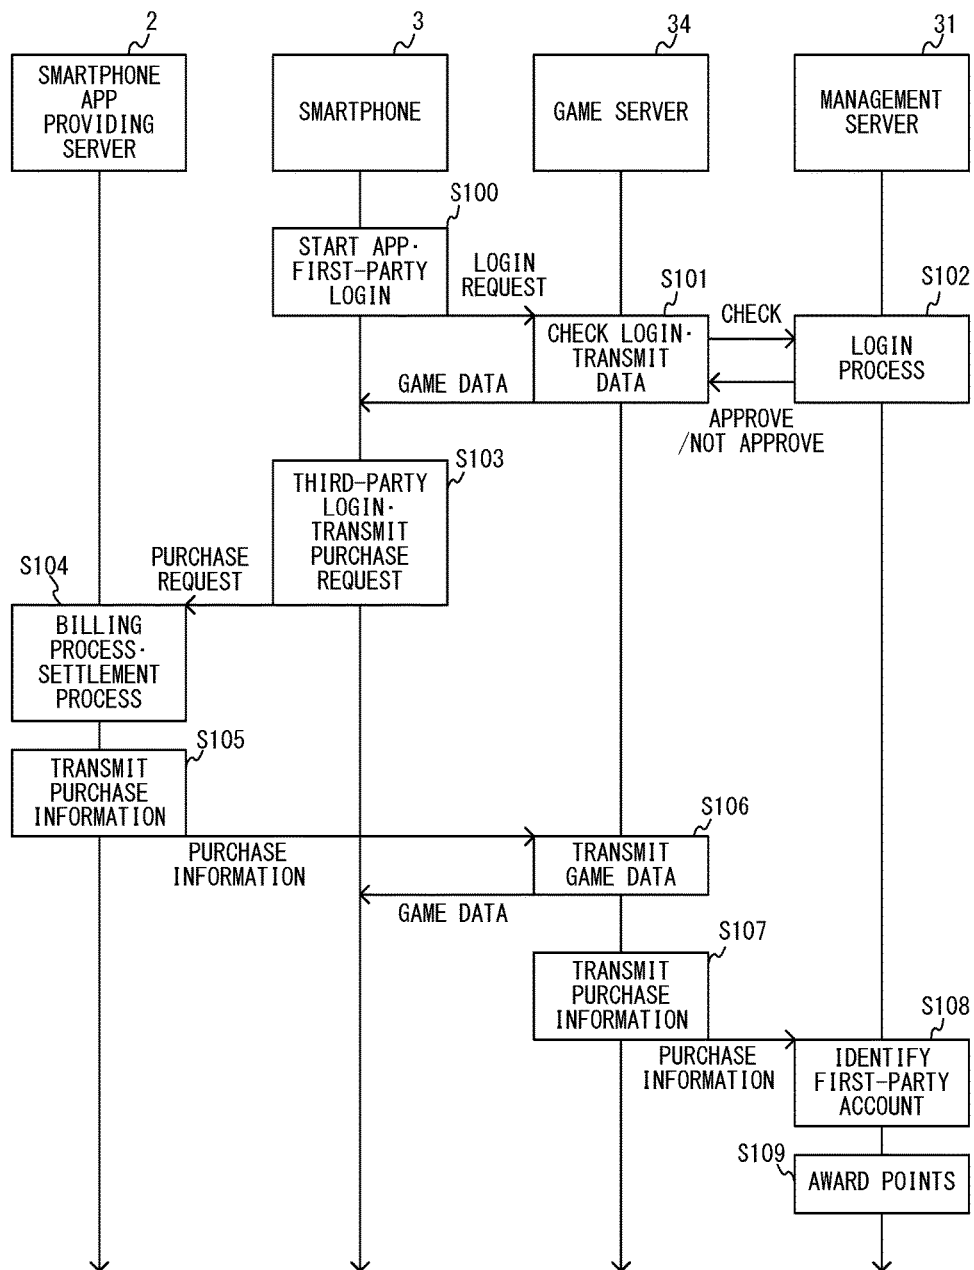 2
3
34
31
SMARTPHONE
APP
PROVIDING
SERVER
SMARTPHONE
GAME SERVER
MANAGEMENT
SERVER
S100
START APP·
FIRST-PARTY
LOGIN
LOGIN
REQUEST
S101
CHECK LOGIN·
TRANSMIT
DATA
CHECK
S102
LOGIN
PROCESS
GAME DATA
APPROVE
/NOT APPROVE
S103
THIRD-PARTY
LOGIN·
TRANSMIT
PURCHASE
REQUEST
PURCHASE
REQUEST
S104
BILLING
PROCESS·
SETTLEMENT
PROCESS
S105
TRANSMIT
PURCHASE
INFORMATION
PURCHASE
INFORMATION
S106
TRANSMIT
GAME DATA
GAME DATA
S107
TRANSMIT
PURCHASE
INFORMATION
PURCHASE
INFORMATION
S108
IDENTIFY
FIRST-PARTY
ACCOUNT
S109
AWARD POINTS